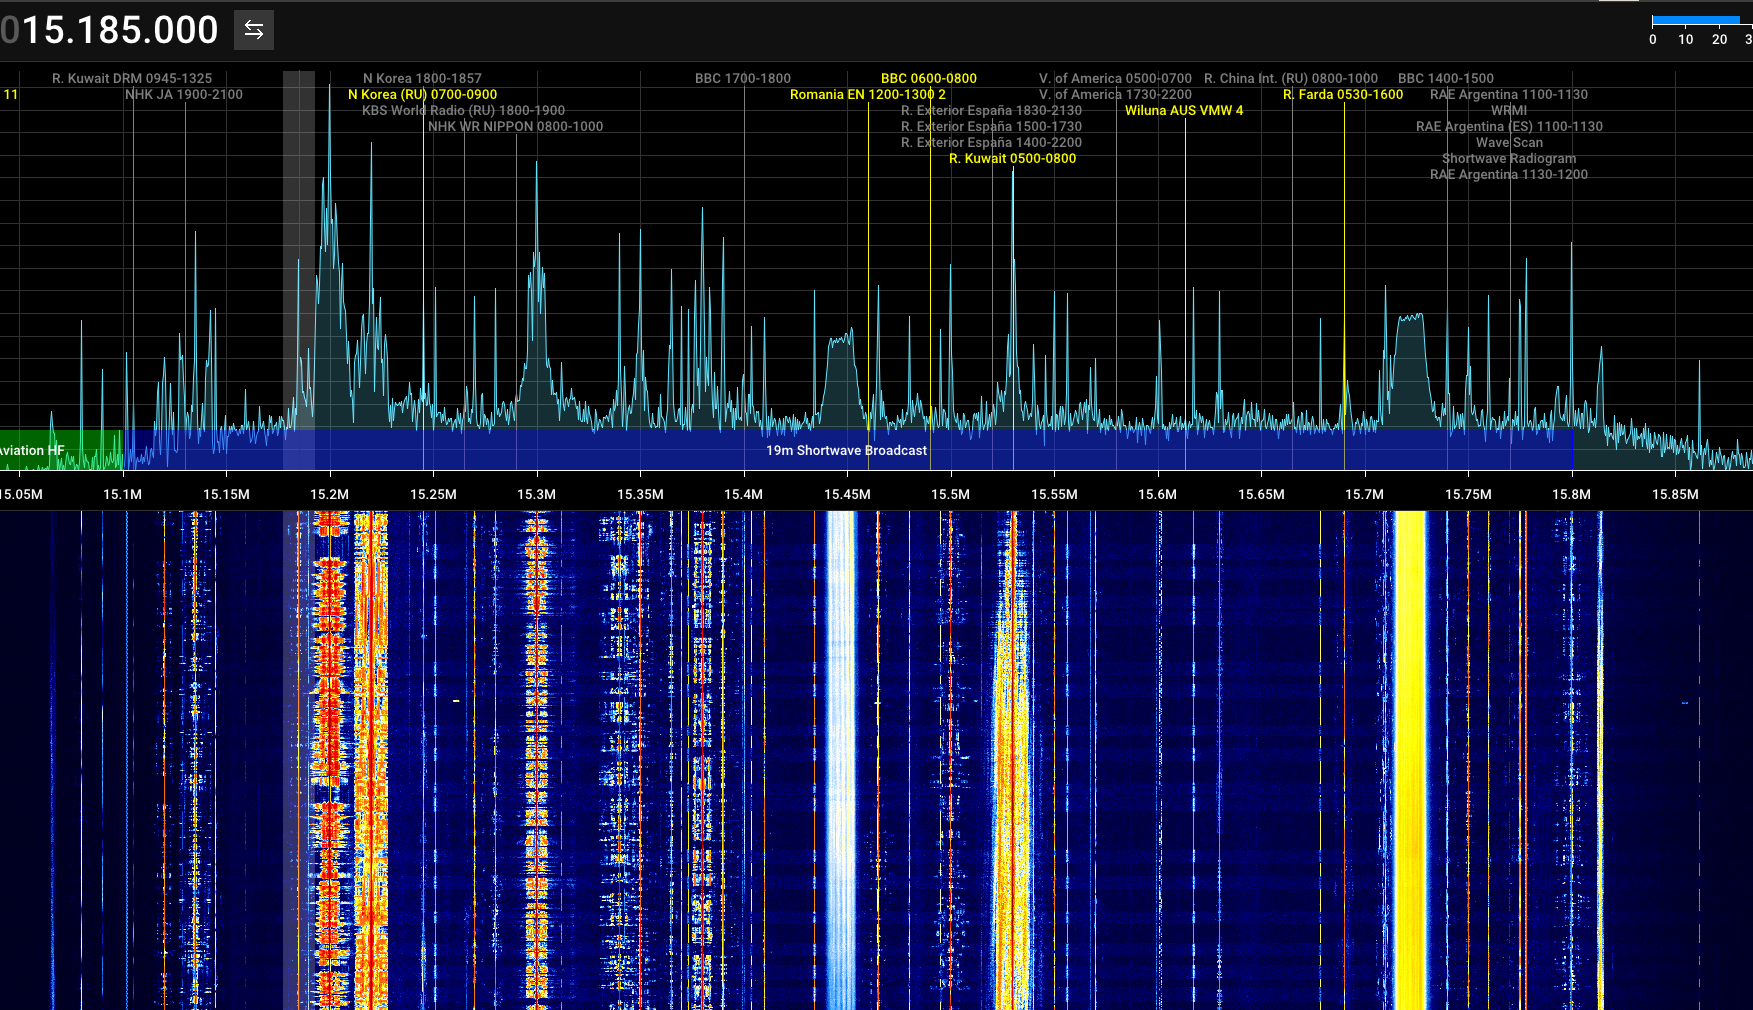 015.185.000
0 10 20 3
R. Kuwait DRM 0945-1325 N Korea 1800-1857 BBC 1700-1800 BBC 0600-0800 V. of America 0500-0700 R. China Int. (RU) 0800-1000 BBC 1400-1500
11 NHK JA 1900-2100 N Korea (RU) 0700-0900 Romania EN 1200-1300 2 V. of America 1730-2200 R. Farda 0530-1600 RAE Argentina 1100-1130
KBS World Radio (RU) 1800-1900 R. Exterior España 1830-2130 Wiluna AUS VMW 4 WRMI
NHK WR NIPPON 0800-1000 R. Exterior España 1500-1730 RAE Argentina (ES) 1100-1130
R. Exterior España 1400-2200 Wave Scan
R. Kuwait 0500-0800 Shortwave Radiogram
RAE Argentina 1130-1200
Aviation HF 19m Shortwave Broadcast
15.05M 15.1M 15.15M 15.2M 15.25M 15.3M 15.35M 15.4M 15.45M 15.5M 15.55M 15.6M 15.65M 15.7M 15.75M 15.8M 15.85M